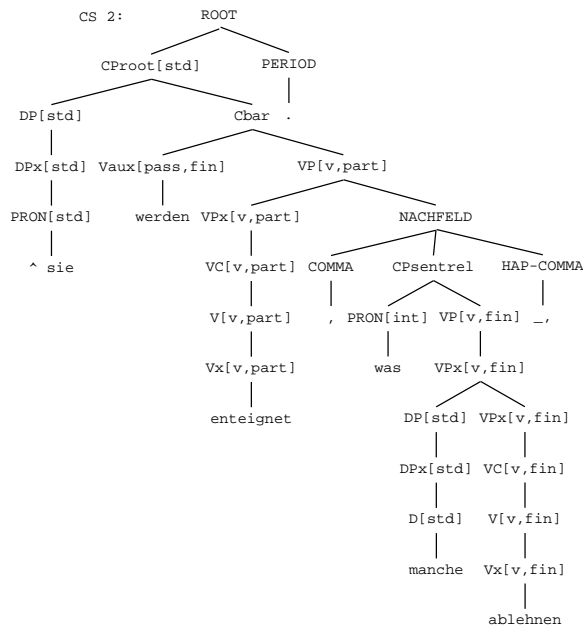 CS 2: ROOT
CProot[std] PERIOD
DP[std] Cbar .
DPx[std] Vaux[pass,fin] VP[v,part]
PRON[std] werden VPx[v,part] NACHFELD
^ sie VC[v,part] COMMA CPsentrel HAP-COMMA
V[v,part] , PRON[int] VP[v,fin] _,
Vx[v,part] was VPx[v,fin]
enteignet DP[std] VPx[v,fin]
DPx[std] VC[v,fin]
D[std] V[v,fin]
manche Vx[v,fin]
ablehnen